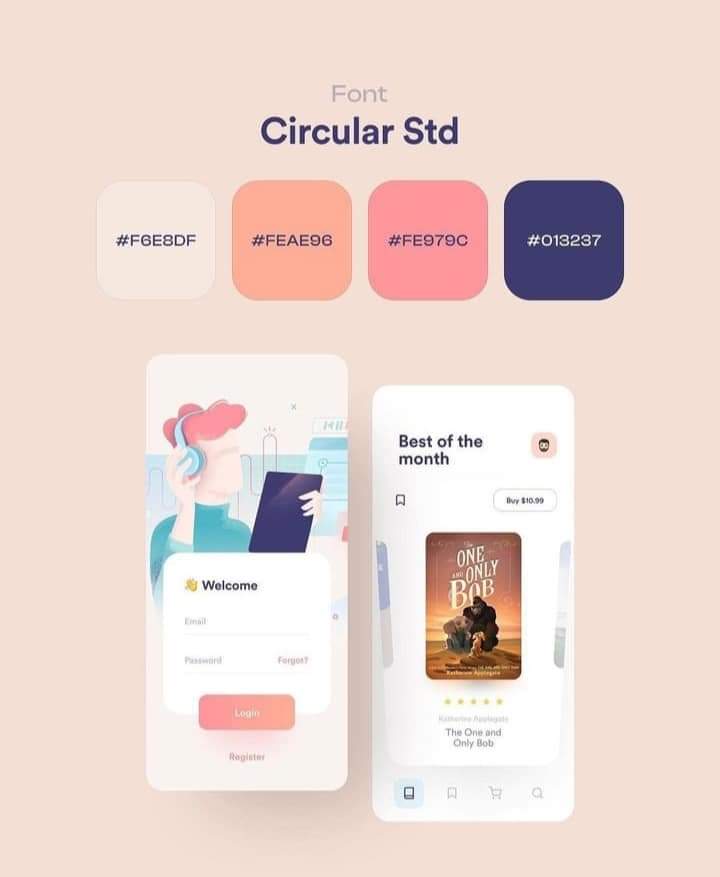 Font
Circular Std
#F6E8DF
#FEAE96
#FE979C
#013237
👋 Welcome
Email
Password
Forgot?
Login
Register
Best of the
month
Buy $10.99
The
ONE
AND ONLY
BOB
Katherine Applegate
★★★★★
Katherine Applegate
The One and
Only Bob